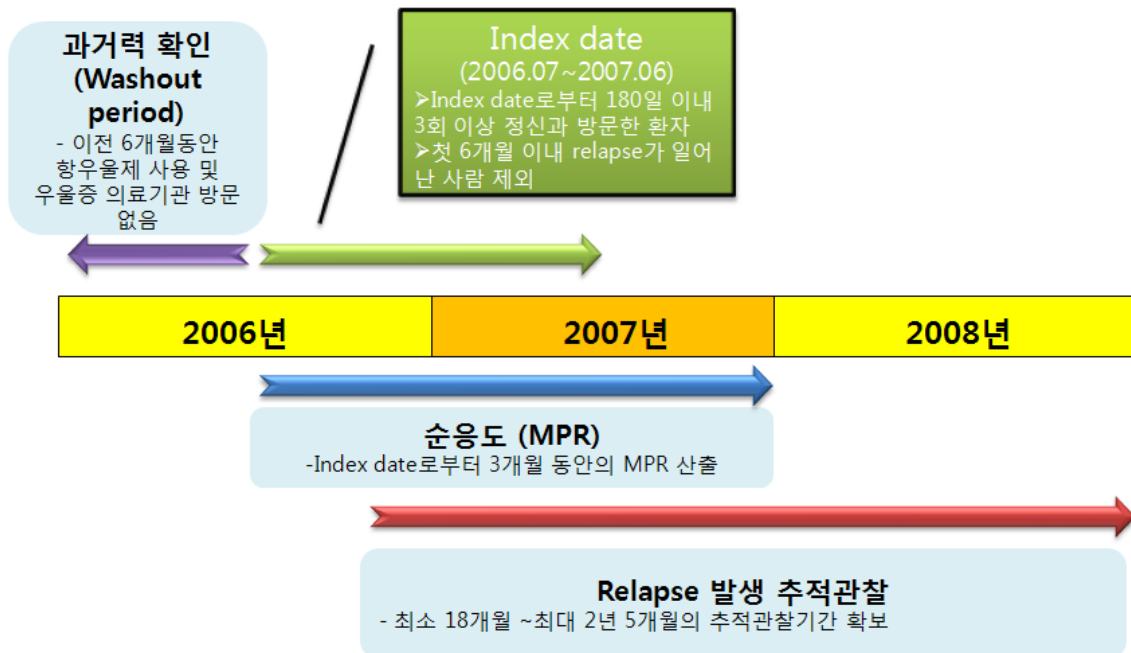 과거력 확인
(Washout
period)
- 이전 6개월동안
항우울제 사용 및
우울증 의료기관 방문
없음
Index date
(2006.07~2007.06)
➢Index date로부터 180일 이내
3회 이상 정신과 방문한 환자
➢첫 6개월 이내 relapse가 일어
난 사람 제외
2006년
2007년
2008년
순응도 (MPR)
-Index date로부터 3개월 동안의 MPR 산출
Relapse 발생 추적관찰
- 최소 18개월 ~최대 2년 5개월의 추적관찰기간 확보